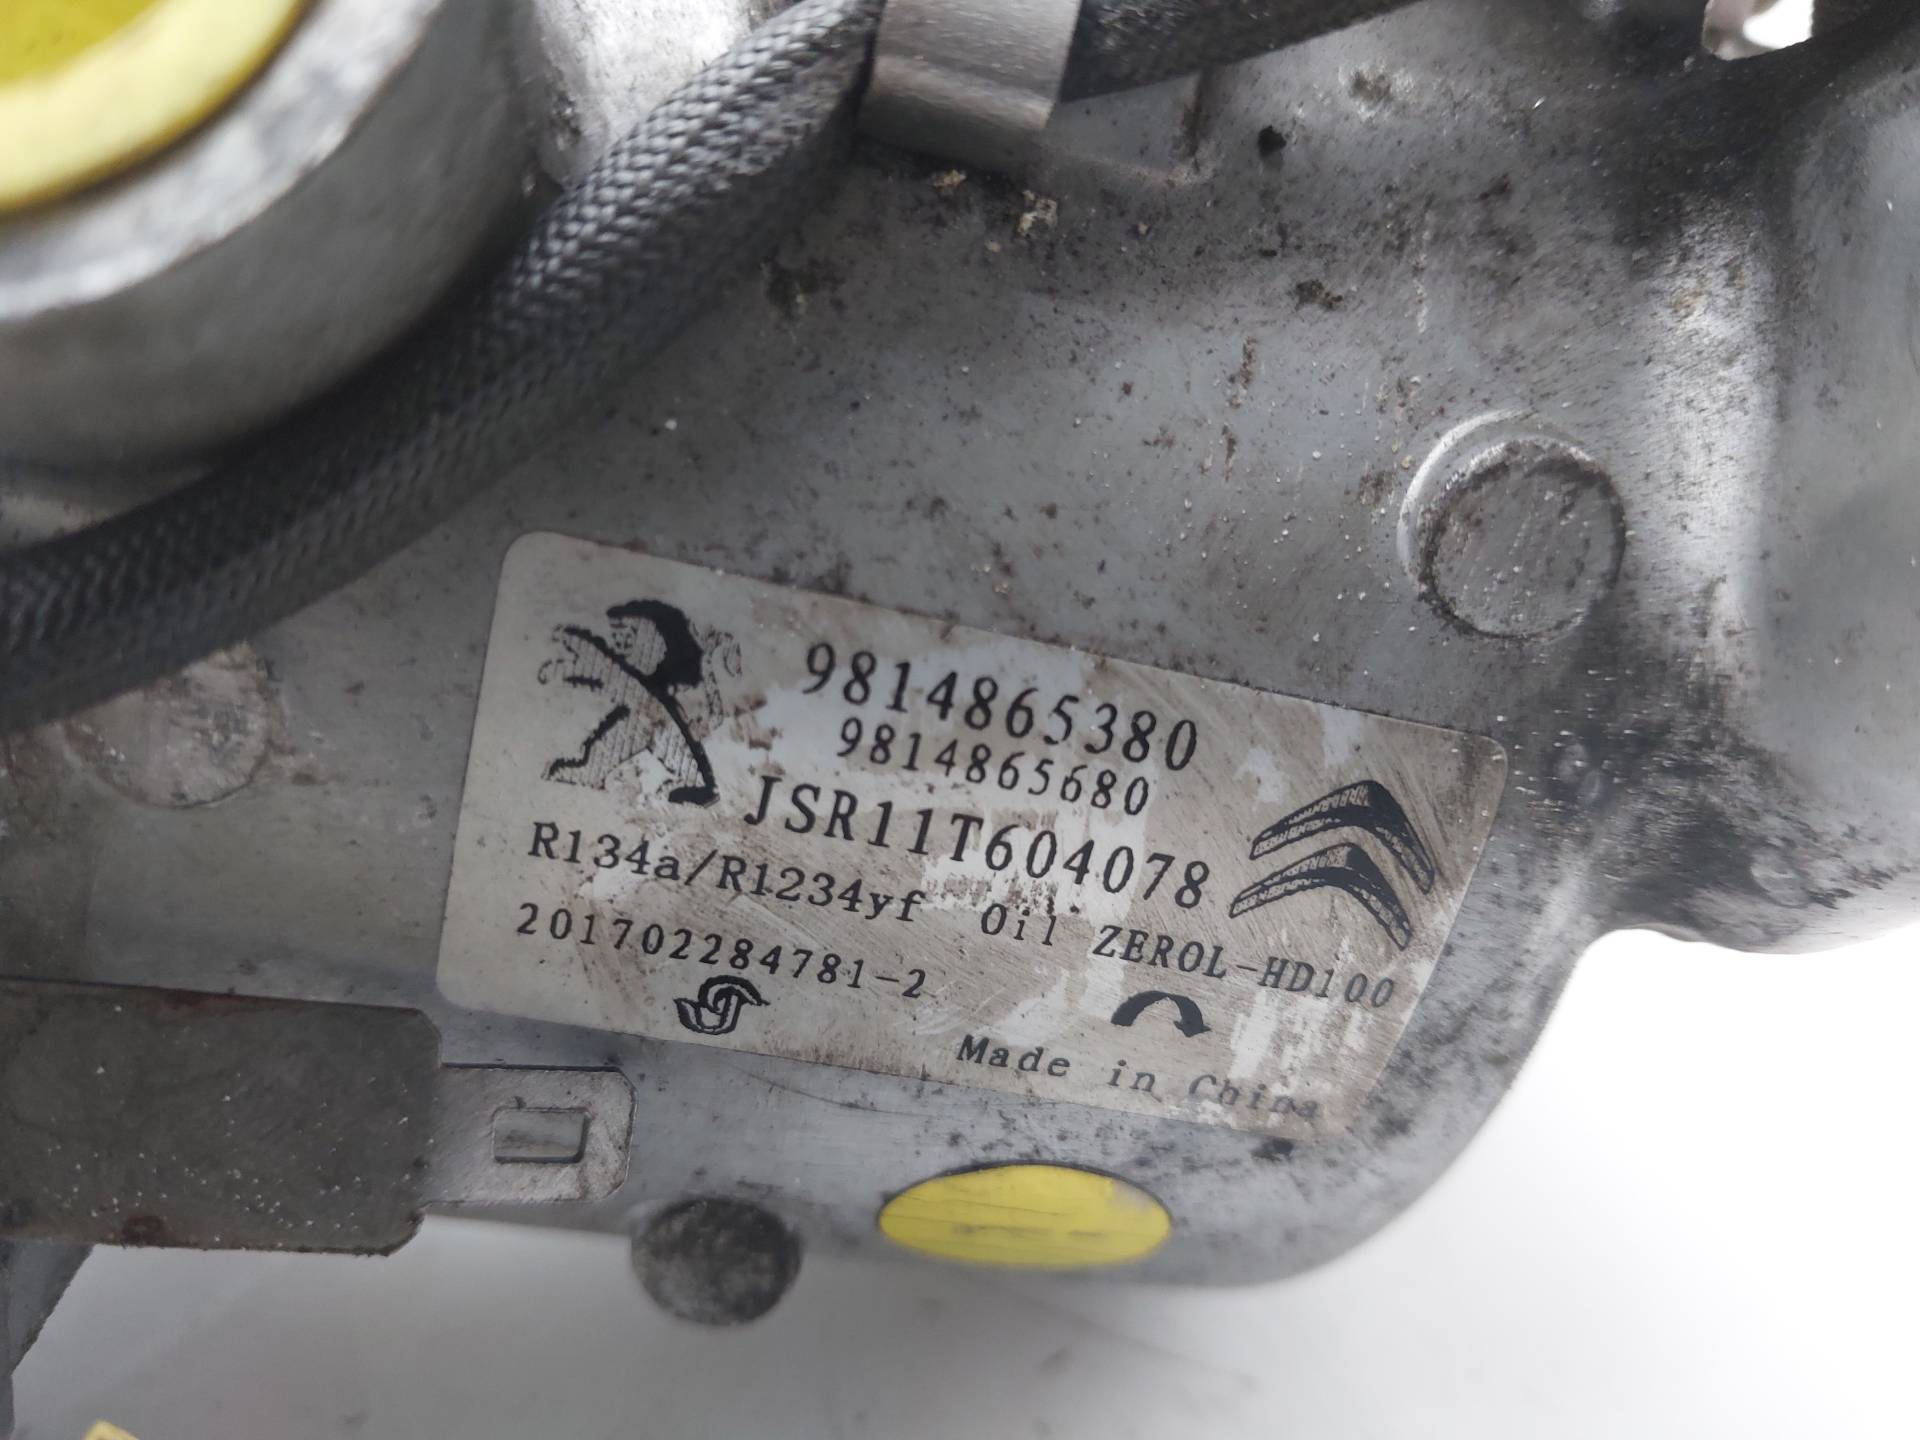 9814865380
9814865680
JSR11T604078
R134a/R1234yf Oil ZEROL-HD100
201702284781-2
Made in China